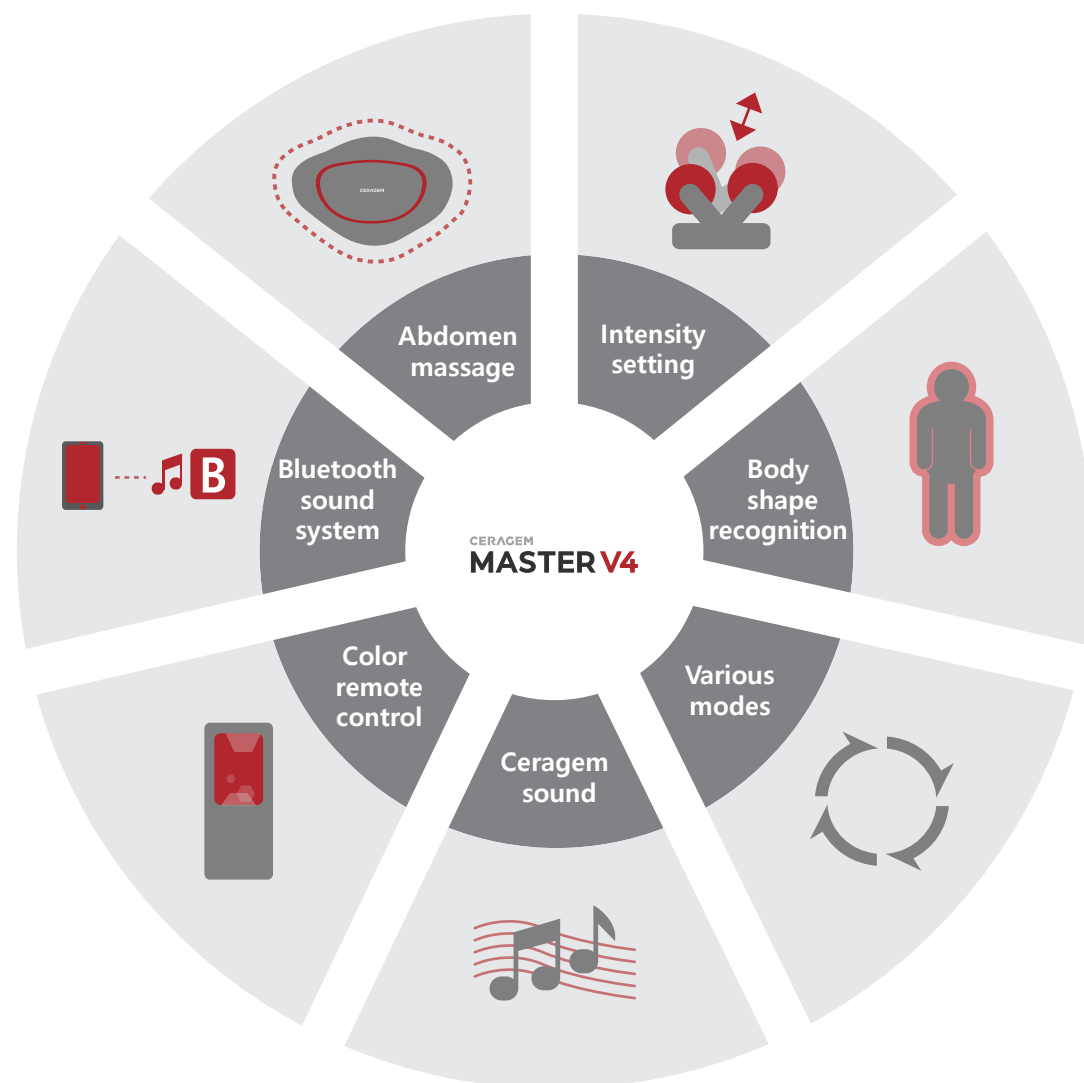 CERAGEM
Abdomen
massage
Intensity
setting
Bluetooth
sound
system
B
Body
shape
recognition
CERAGEM
MASTER V4
Color
remote
control
Various
modes
Ceragem
sound